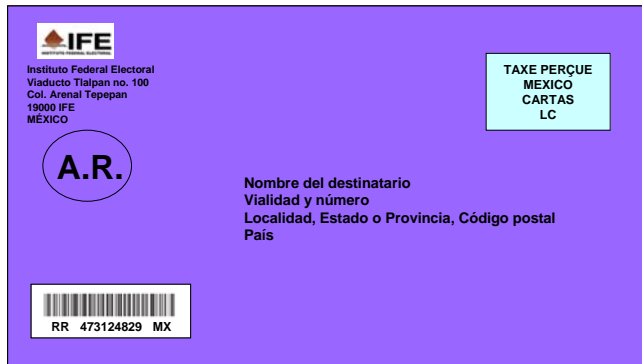 IFE
INSTITUTO FEDERAL ELECTORAL
Instituto Federal Electoral
Viaducto Tlalpan no. 100
Col. Arenal Tepepan
19000 IFE
MÉXICO
TAXE PERÇUE
MEXICO
CARTAS
LC
A.R.
Nombre del destinatario
Vialidad y número
Localidad, Estado o Provincia, Código postal
País
RR 473124829 MX